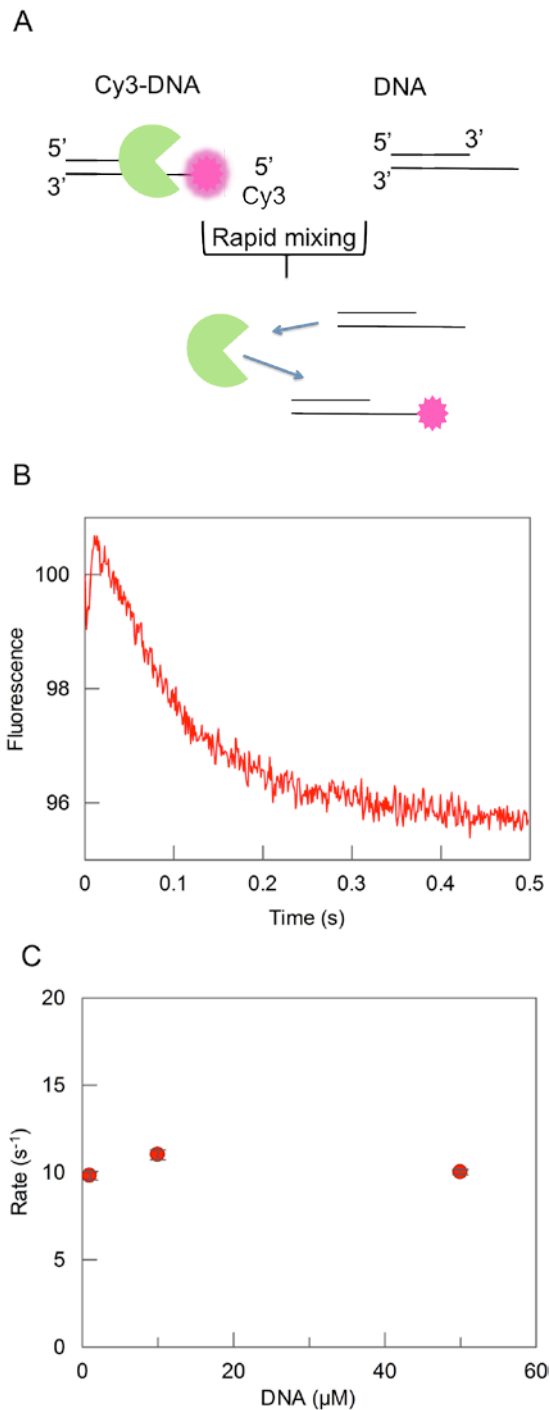 A
Cy3-DNA DNA
5’ 5’ 3’
3’ 5’ 3’
Cy3
Rapid mixing
B
100
98
96
Fluorescence
0 0.1 0.2 0.3 0.4 0.5
Time (s)
C
20
15
10
5
0
Rate (s⁻¹)
0 20 40 60
DNA (µM)